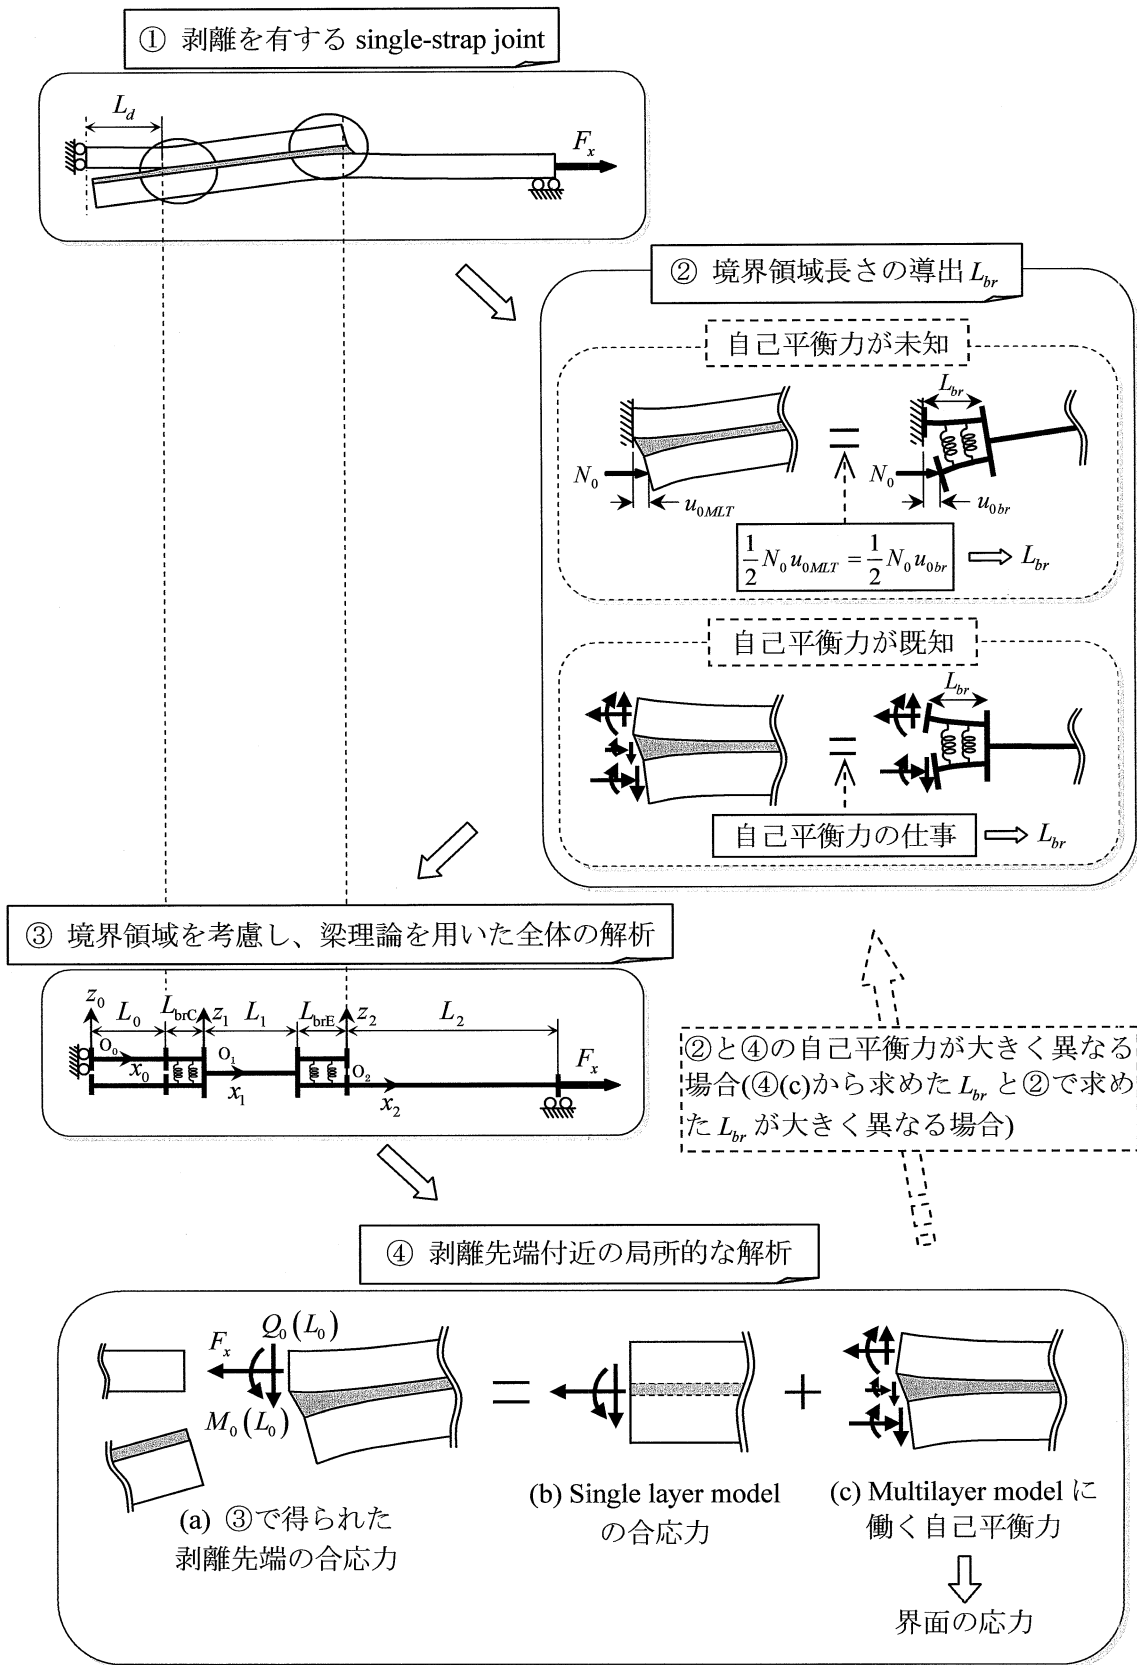 ① 剥離を有する single-strap joint
L_d
F_x
② 境界領域長さの導出 L_br
自己平衡力が未知
L_br
N_0
N_0
u_0MLT
u_0br
1/2 N_0 u_0MLT = 1/2 N_0 u_0br
L_br
自己平衡力が既知
L_br
自己平衡力の仕事
L_br
③ 境界領域を考慮し、梁理論を用いた全体の解析
z_0
L_0
L_brC
z_1
L_1
L_brE
z_2
L_2
O_0
x_0
O_1
x_1
O_2
x_2
F_x
②と④の自己平衡力が大きく異なる
場合(④(c)から求めた L_br と②で求め
た L_br が大きく異なる場合)
④ 剥離先端付近の局所的な解析
Q_0(L_0)
F_x
M_0(L_0)
=
+
(a) ③で得られた
剥離先端の合応力
(b) Single layer model
の合応力
(c) Multilayer model に
働く自己平衡力
界面の応力